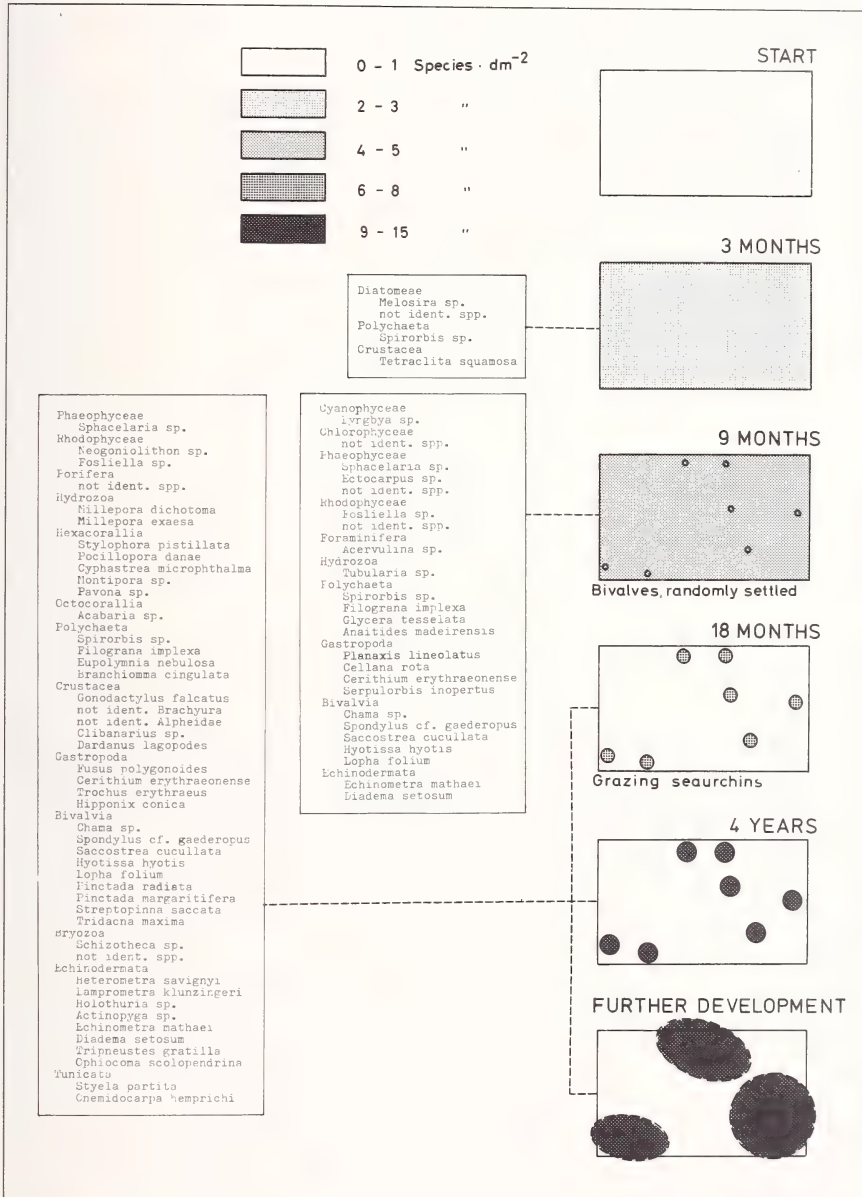 0 - 1 Species · dm⁻²
2 - 3 "
4 - 5 "
6 - 8 "
9 - 15 "
START
3 MONTHS
Diatomeae
Melosira sp.
not ident. spp.
Polychaeta
Spirorbis sp.
Crustacea
Tetraclita squamosa
9 MONTHS
Bivalves, randomly settled
18 MONTHS
Grazing seaurchins
4 YEARS
FURTHER DEVELOPMENT
Phaeophyceae
Sphacelaria sp.
Rhodophyceae
Neogoniolithon sp.
Fosliella sp.
Porifera
not ident. spp.
Hydrozoa
Millepora dichotoma
Millepora exaesa
Hexacorallia
Stylophora pistillata
Pocillopora danae
Cyphastrea microphthalma
Montipora sp.
Pavona sp.
Octocorallia
Acabaria sp.
Polychaeta
Spirorbis sp.
Filograna implexa
Eupolymnia nebulosa
Branchiomma cingulata
Crustacea
Gonodactylus falcatus
not ident. Brachyura
not ident. Alpheidae
Clibanarius sp.
Dardanus lagopodes
Gastropoda
Fusus polygonoides
Cerithium erythraeonense
Trochus erythraeus
Hipponix conica
Bivalvia
Chama sp.
Spondylus cf. gaederopus
Saccostrea cucullata
Hyotissa hyotis
Lopha folium
Pinctada radiata
Pinctada margaritifera
Streptopinna saccata
Tridacna maxima
Bryozoa
Schizotheca sp.
not ident. spp.
Echinodermata
Heterometra savignyi
Lamprometra klunzingeri
Holothuria sp.
Actinopyga sp.
Echinometra mathaei
Diadema setosum
Tripneustes gratilla
Ophiocoma scolopendrina
Tunicata
Styela partita
Cnemidocarpa hemprichi
Cyanophyceae
Lyrgbya sp.
Chlorophyceae
not ident. spp.
Phaeophyceae
Sphacelaria sp.
Ectocarpus sp.
not ident. spp.
Rhodophyceae
Fosliella sp.
not ident. spp.
Foraminifera
Acervulina sp.
Hydrozoa
Tubularia sp.
Polychaeta
Spirorbis sp.
Filograna implexa
Glycera tesselata
Anaitides madeirensis
Gastropoda
Planaxis lineolatus
Cellana rota
Cerithium erythraeonense
Serpulorbis inopertus
Bivalvia
Chama sp.
Spondylus cf. gaederopus
Saccostrea cucullata
Hyotissa hyotis
Lopha folium
Echinodermata
Echinometra mathaei
Diadema setosum